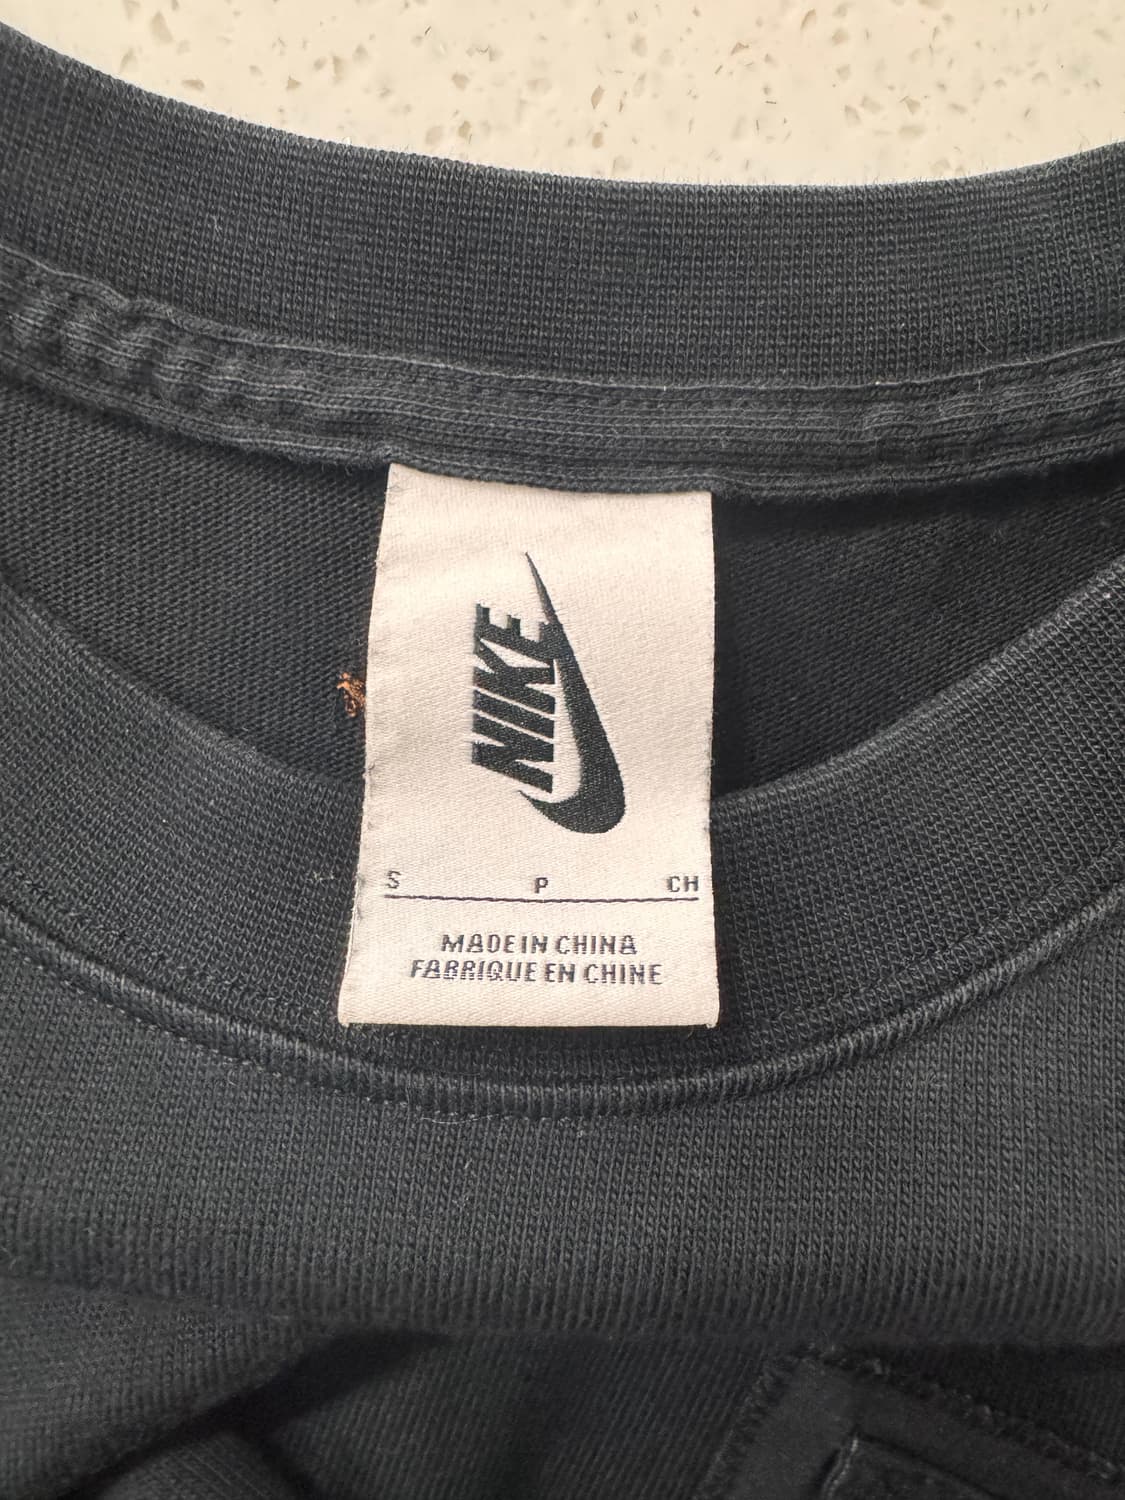 NIKE
S P CH
MADE IN CHINA
FABRIQUE EN CHINE